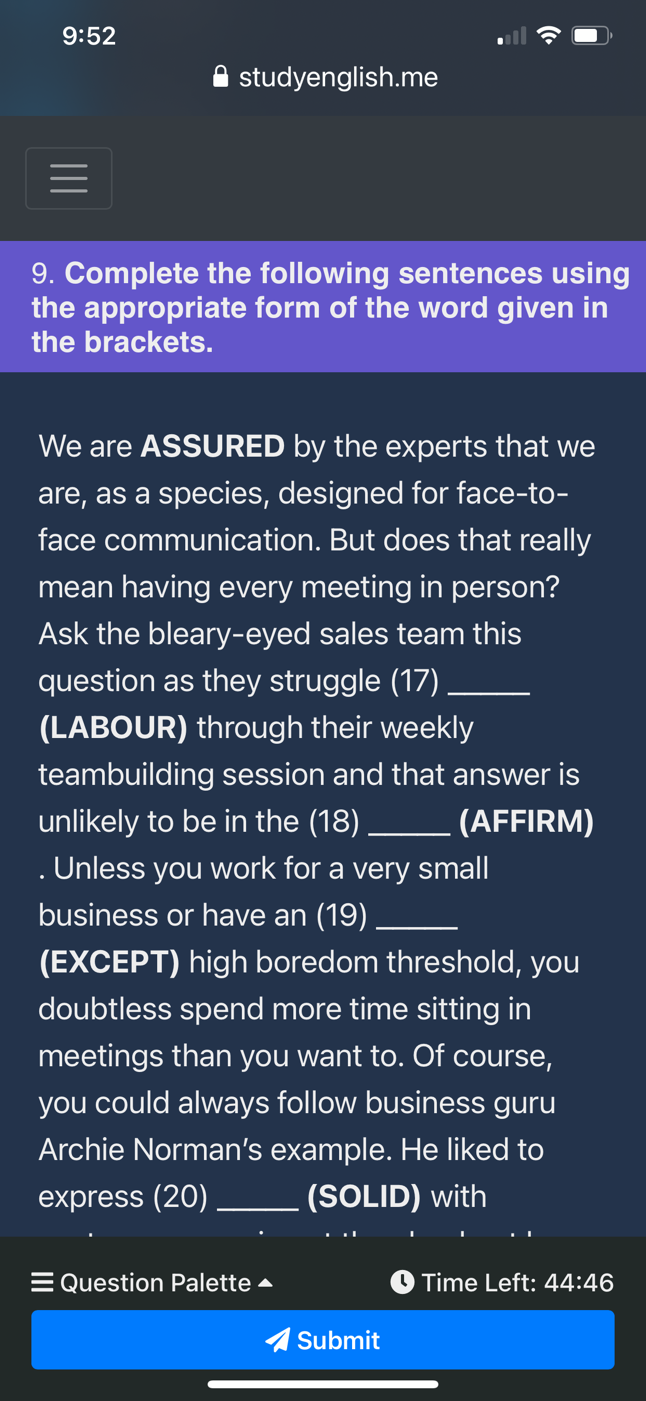 9:52
studyenglish.me
9. Complete the following sentences using
the appropriate form of the word given in
the brackets.
We are ASSURED by the experts that we
are, as a species, designed for face-to-
face communication. But does that really
mean having every meeting in person?
Ask the bleary-eyed sales team this
question as they struggle (17) ______
(LABOUR) through their weekly
teambuilding session and that answer is
unlikely to be in the (18) ______ (AFFIRM)
. Unless you work for a very small
business or have an (19) ______
(EXCEPT) high boredom threshold, you
doubtless spend more time sitting in
meetings than you want to. Of course,
you could always follow business guru
Archie Norman’s example. He liked to
express (20) ______ (SOLID) with
Question Palette
Time Left: 44:46
Submit